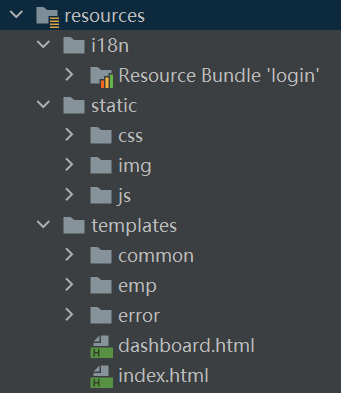 resources
i18n
Resource Bundle 'login'
static
css
img
js
templates
common
emp
error
dashboard.html
index.html